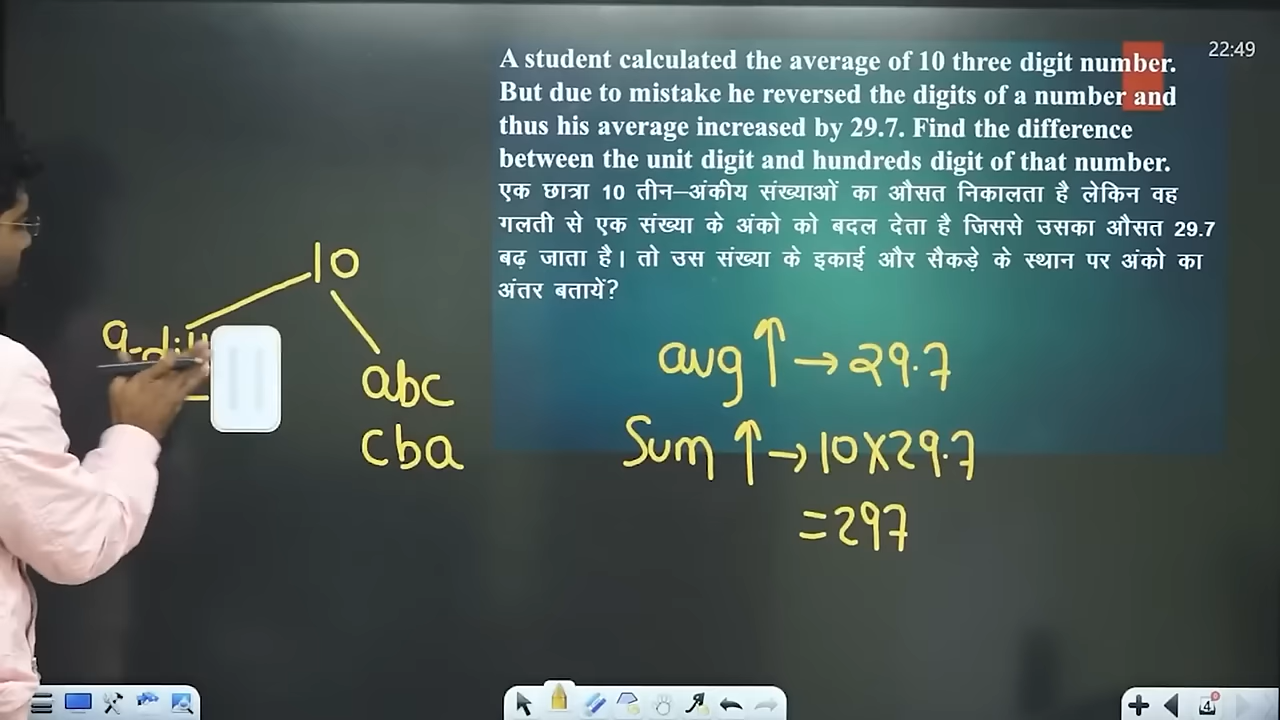 22:49
A student calculated the average of 10 three digit number.
But due to mistake he reversed the digits of a number and
thus his average increased by 29.7. Find the difference
between the unit digit and hundreds digit of that number.
एक छात्रा 10 तीन–अंकीय संख्याओं का औसत निकालता है लेकिन वह
गलती से एक संख्या के अंको को बदल देता है जिससे उसका औसत 29.7
बढ़ जाता है। तो उस संख्या के इकाई और सैकड़े के स्थान पर अंको का
अंतर बतायें?
10
abc
cba
avg ↑ → 29.7
Sum ↑ → 10X29.7
=297
4